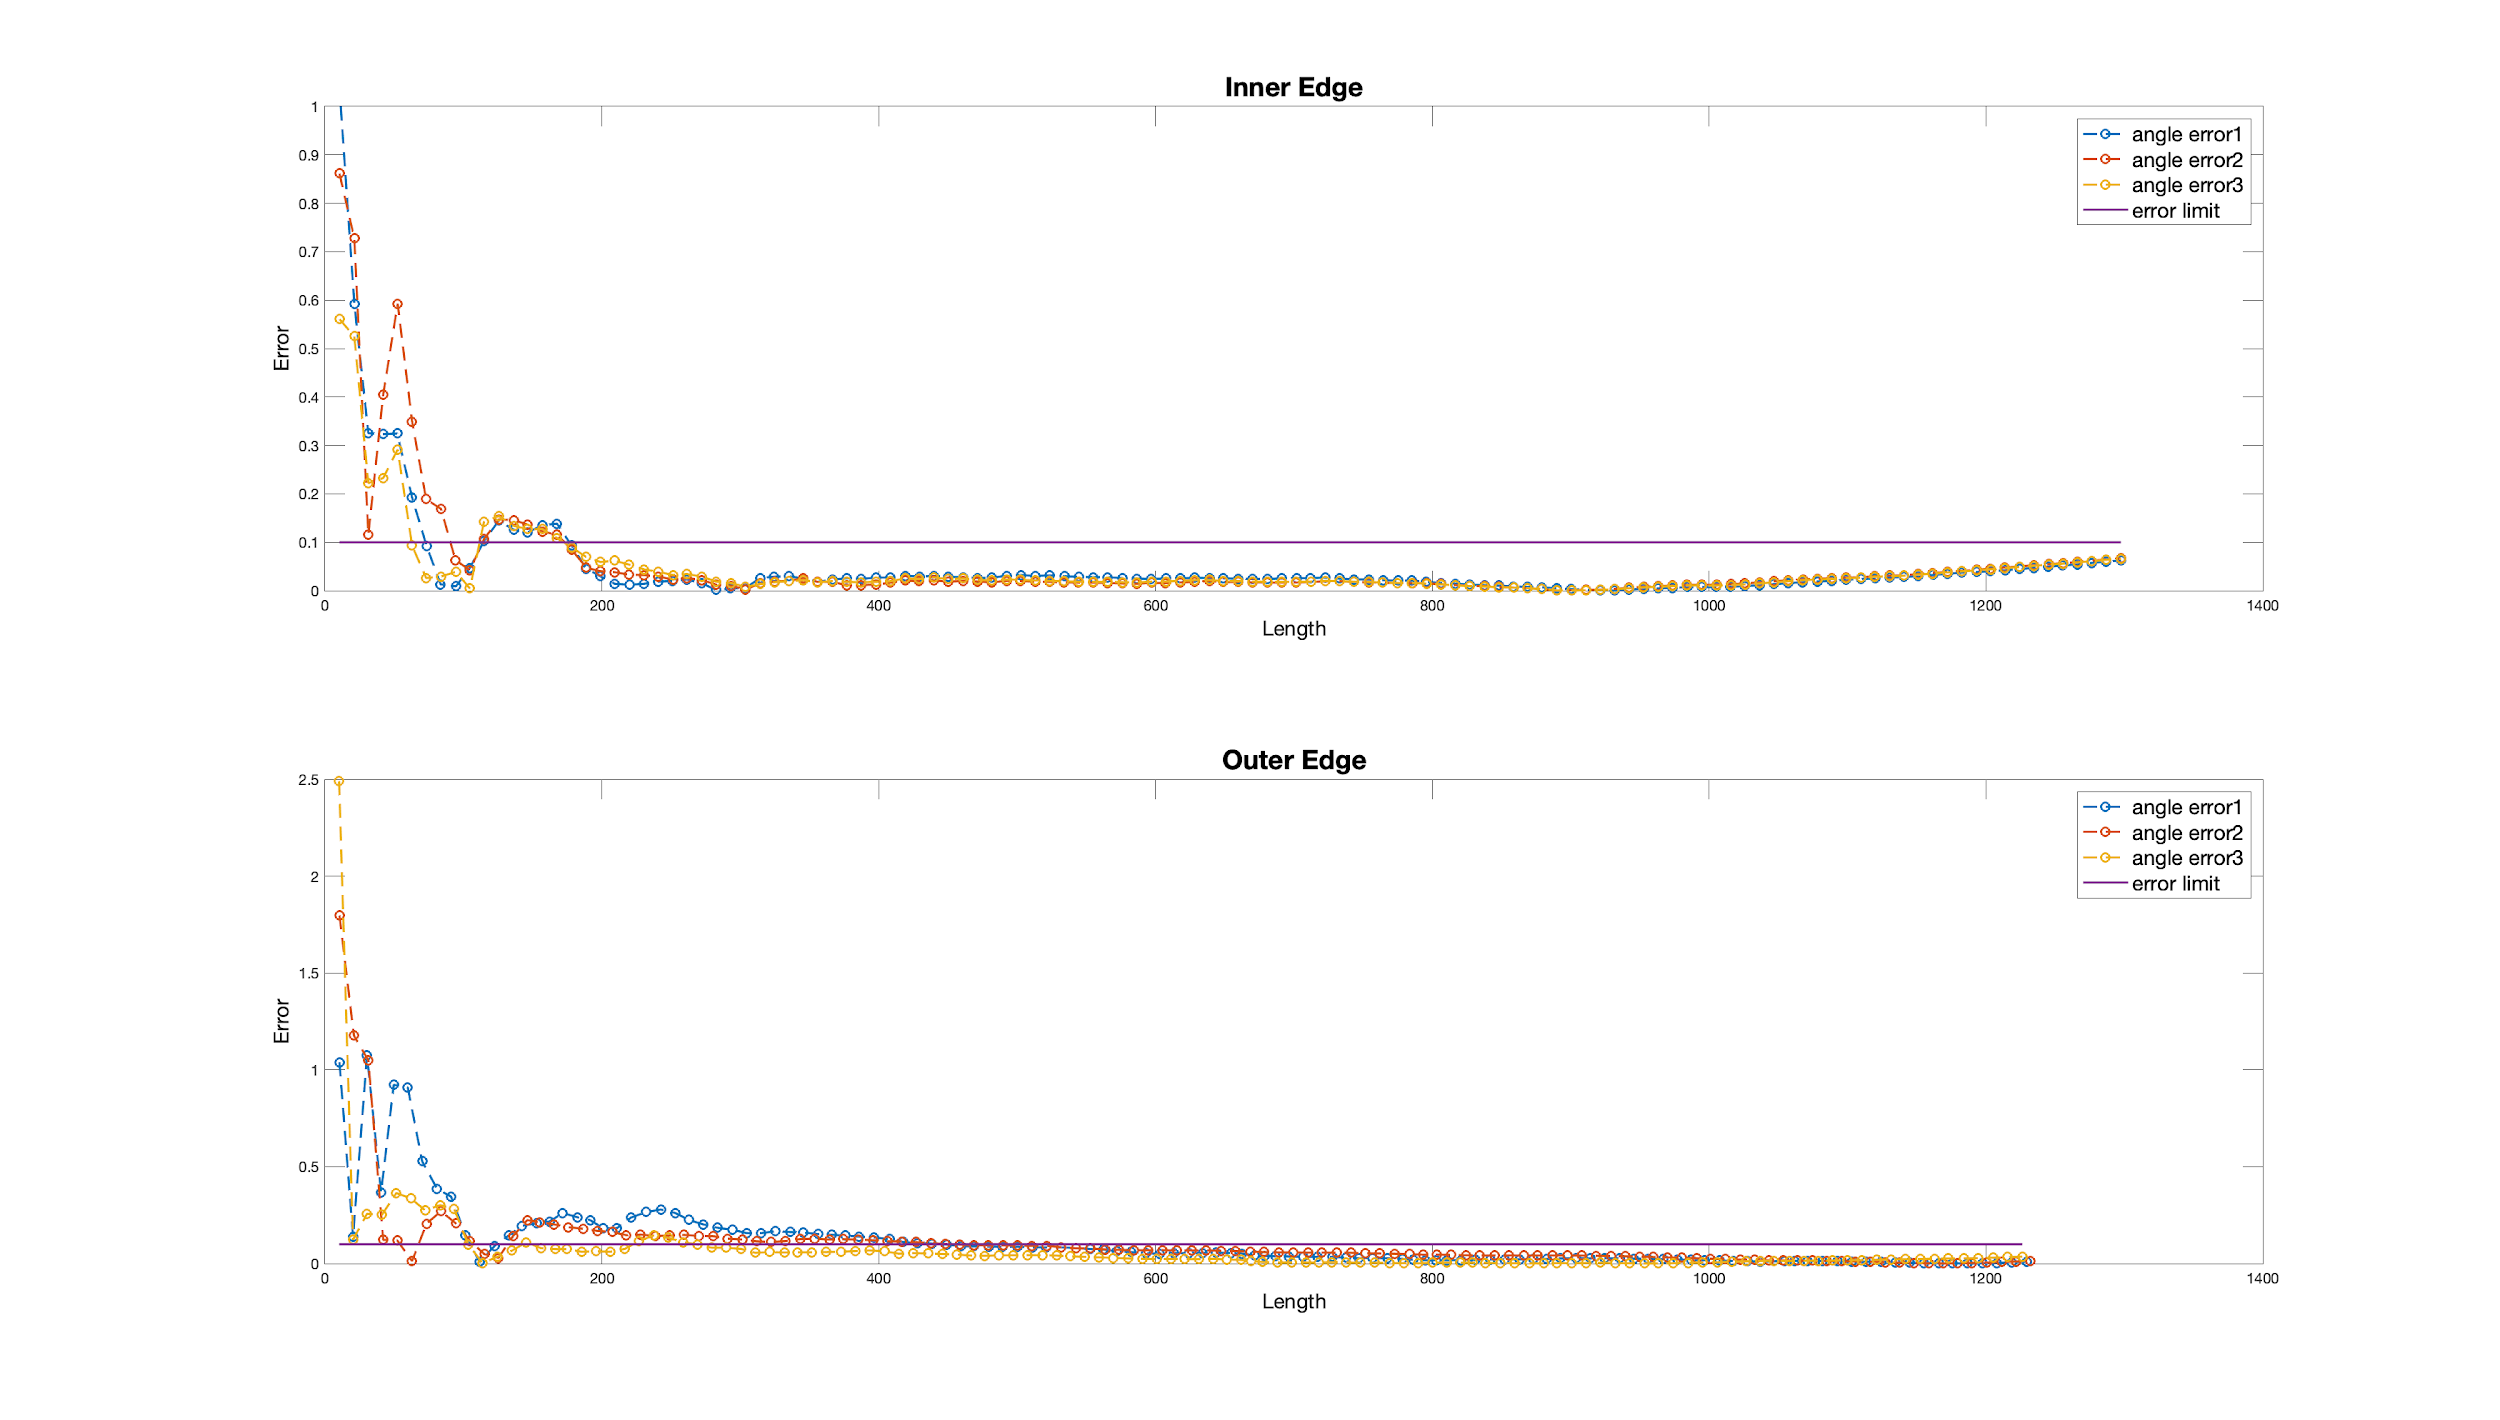 Inner Edge
1
0.9
0.8
0.7
0.6
0.5
0.4
0.3
0.2
0.1
0
Error
angle error1
angle error2
angle error3
error limit
0 200 400 600 800 1000 1200 1400
Length
Outer Edge
2.5
2
1.5
1
0.5
0
Error
angle error1
angle error2
angle error3
error limit
0 200 400 600 800 1000 1200 1400
Length